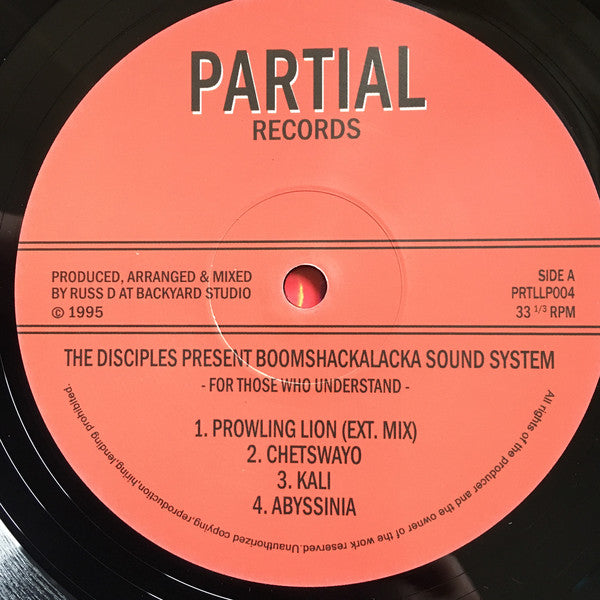 PARTIAL
RECORDS
PRODUCED, ARRANGED & MIXED
BY RUSS D AT BACKYARD STUDIO
© 1995
SIDE A
PRTLLP004
33 1/3 RPM
THE DISCIPLES PRESENT BOOMSHACKALACKA SOUND SYSTEM
- FOR THOSE WHO UNDERSTAND -
1. PROWLING LION (EXT. MIX)
2. CHETSWAYO
3. KALI
4. ABYSSINIA
All rights of the producer and the owner of the work reserved.Unauthorized copying,reproduction,hiring,lending prohibited.